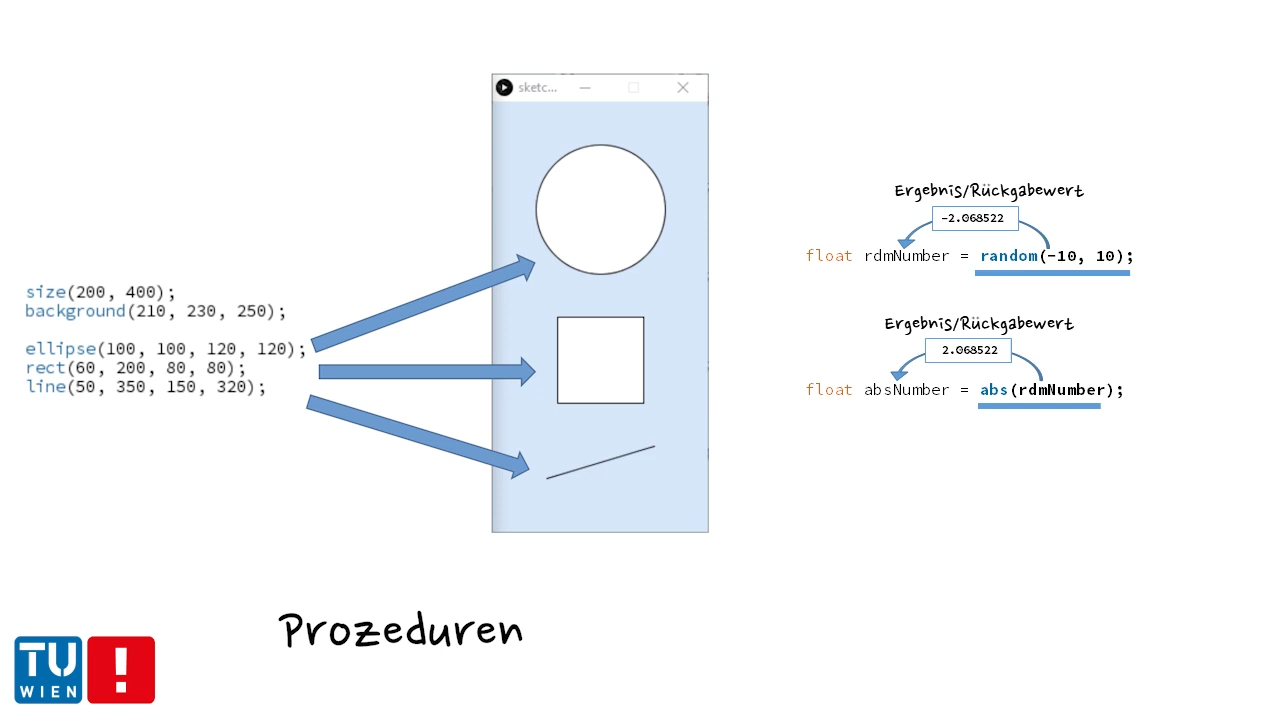 size(200, 400);
background(210, 230, 250);
ellipse(100, 100, 120, 120);
rect(60, 200, 80, 80);
line(50, 350, 150, 320);
sketc...
Ergebnis/Rückgabewert
-2.068522
float rdmNumber = random(-10, 10);
Ergebnis/Rückgabewert
2.068522
float absNumber = abs(rdmNumber);
Prozeduren
TU
WIEN
!